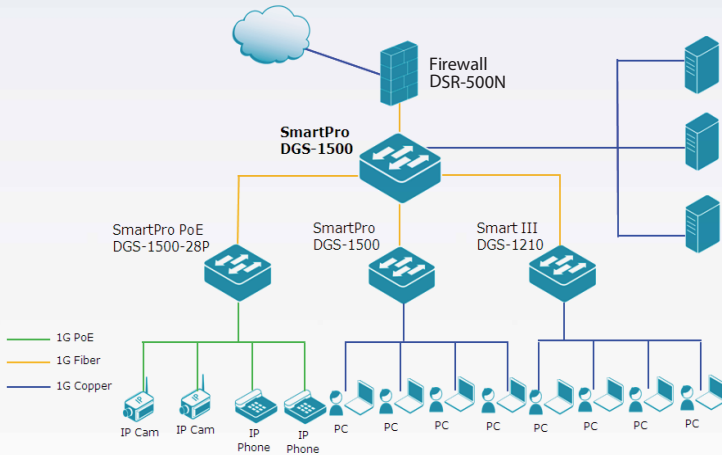 Firewall
DSR-500N
SmartPro
DGS-1500
SmartPro PoE
DGS-1500-28P
SmartPro
DGS-1500
Smart III
DGS-1210
1G PoE
1G Fiber
1G Copper
IP Cam
IP Cam
IP
Phone
IP
Phone
PC
PC
PC
PC
PC
PC
PC
PC